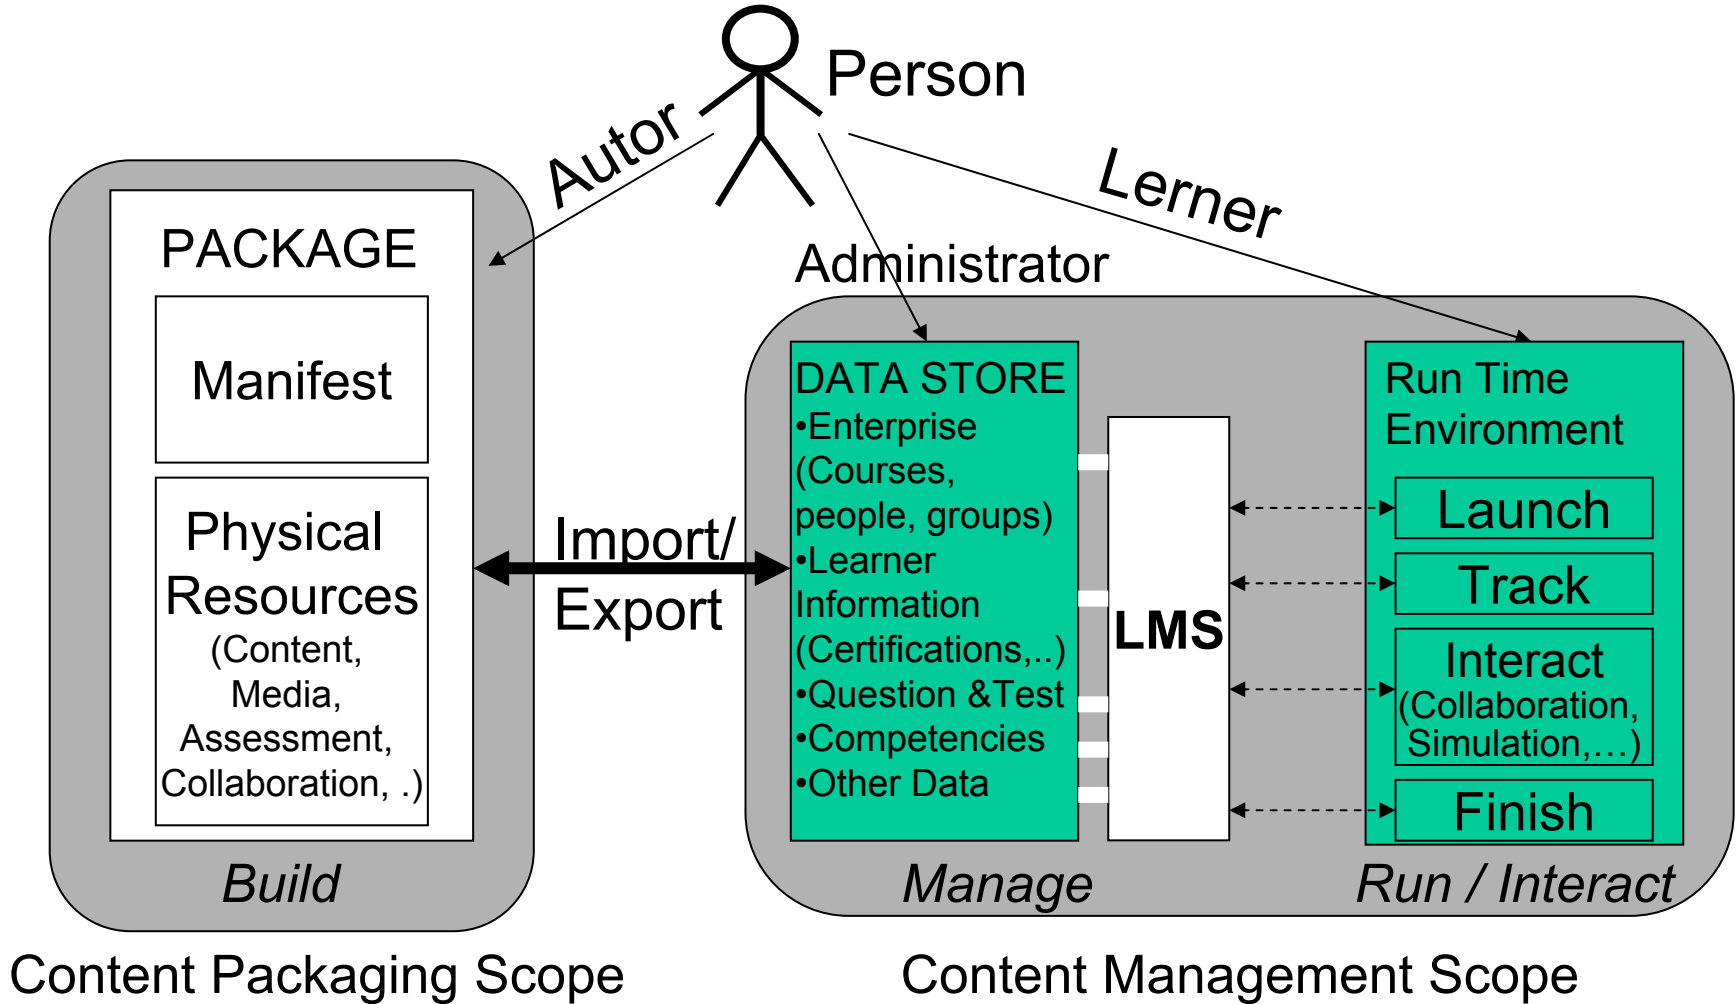 Person
Autor
Lerner
Administrator
PACKAGE
Manifest
Physical
Resources
(Content,
Media,
Assessment,
Collaboration, .)
Build
Content Packaging Scope
Import/
Export
DATA STORE
•Enterprise
(Courses,
people, groups)
•Learner
Information
(Certifications,..)
•Question &Test
•Competencies
•Other Data
LMS
Manage
Run Time
Environment
Launch
Track
Interact
(Collaboration,
Simulation,…)
Finish
Run / Interact
Content Management Scope